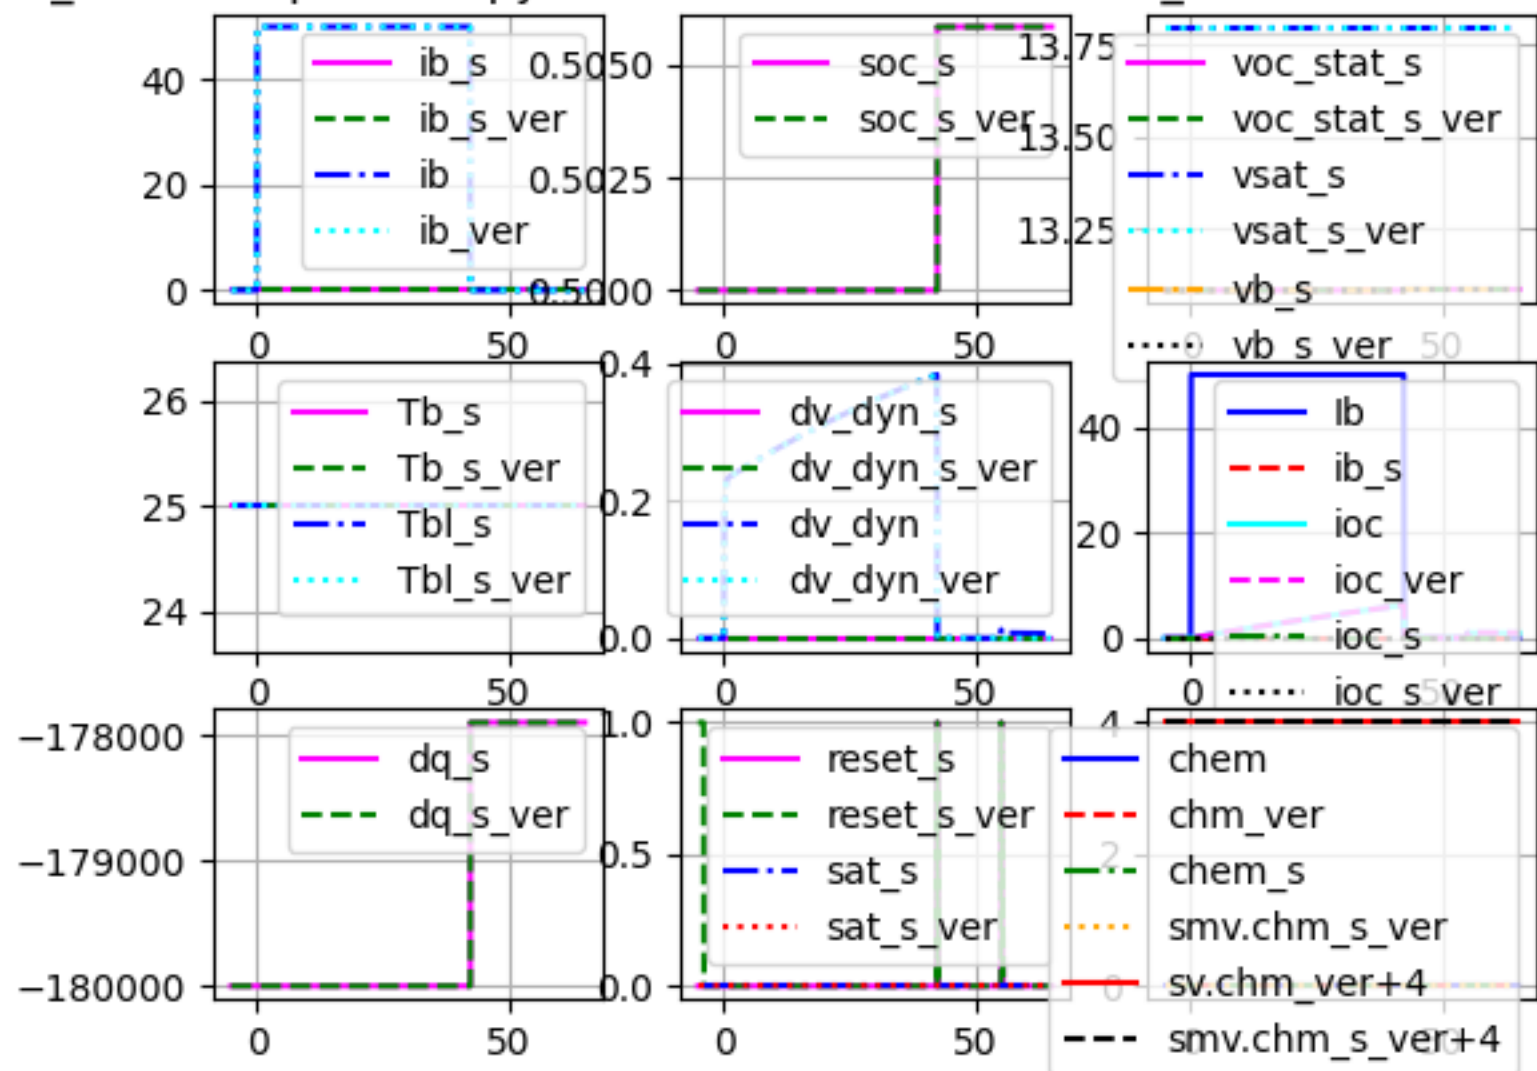 40
20
0
0
50
ib_s
ib_s_ver
ib
ib_ver
0.5050
0.5025
0.5000
0
50
soc_s
soc_s_ver
13.75
13.50
13.25
0
50
voc_stat_s
voc_stat_s_ver
vsat_s
vsat_s_ver
vb_s
vb_s_ver
26
25
24
0
50
Tb_s
Tb_s_ver
Tbl_s
Tbl_s_ver
0.4
0.2
0.0
0
50
dv_dyn_s
dv_dyn_s_ver
dv_dyn
dv_dyn_ver
40
20
0
0
50
Ib
ib_s
ioc
ioc_ver
ioc_s
ioc_s_ver
−178000
−179000
−180000
0
50
dq_s
dq_s_ver
1.0
0.5
0.0
0
50
reset_s
reset_s_ver
sat_s
sat_s_ver
4
2
0
0
50
chem
chm_ver
chem_s
smv.chm_s_ver
sv.chm_ver+4
smv.chm_s_ver+4